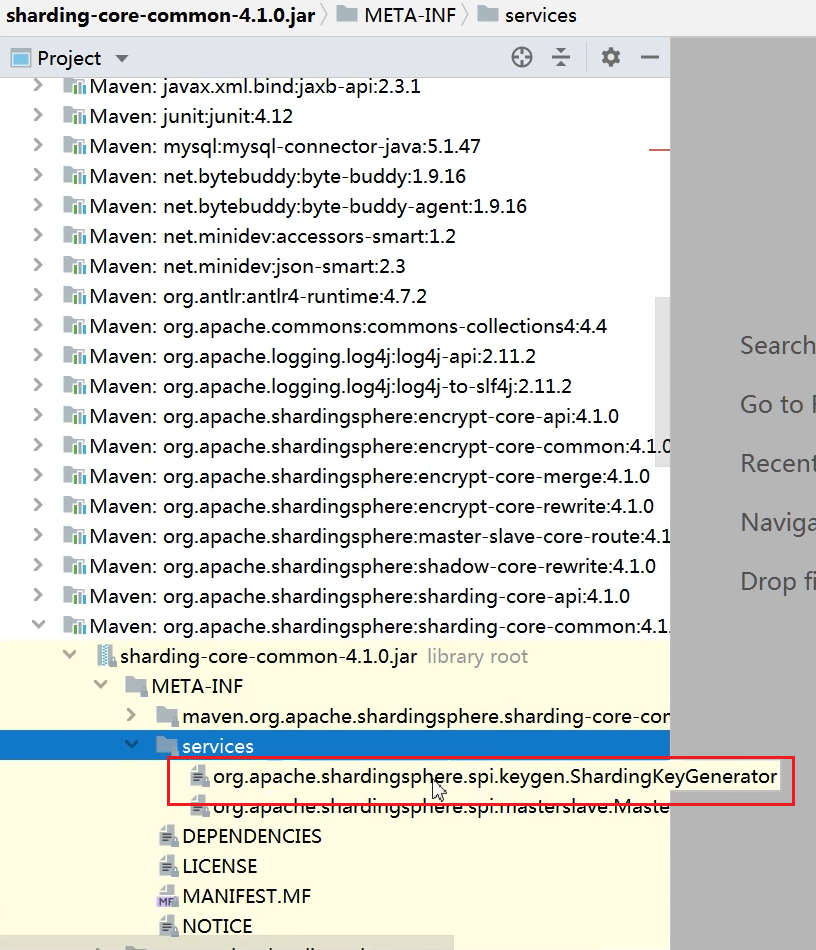 sharding-core-common-4.1.0.jar META-INF services
Project
Maven: javax.xml.bind:jaxb-api:2.3.1
Maven: junit:junit:4.12
Maven: mysql:mysql-connector-java:5.1.47
Maven: net.bytebuddy:byte-buddy:1.9.16
Maven: net.bytebuddy:byte-buddy-agent:1.9.16
Maven: net.minidev:accessors-smart:1.2
Maven: net.minidev:json-smart:2.3
Maven: org.antlr:antlr4-runtime:4.7.2
Maven: org.apache.commons:commons-collections4:4.4
Maven: org.apache.logging.log4j:log4j-api:2.11.2
Maven: org.apache.logging.log4j:log4j-to-slf4j:2.11.2
Maven: org.apache.shardingsphere:encrypt-core-api:4.1.0
Maven: org.apache.shardingsphere:encrypt-core-common:4.1.0
Maven: org.apache.shardingsphere:encrypt-core-merge:4.1.0
Maven: org.apache.shardingsphere:encrypt-core-rewrite:4.1.0
Maven: org.apache.shardingsphere:master-slave-core-route:4.1
Maven: org.apache.shardingsphere:shadow-core-rewrite:4.1.0
Maven: org.apache.shardingsphere:sharding-core-api:4.1.0
Maven: org.apache.shardingsphere:sharding-core-common:4.1.
sharding-core-common-4.1.0.jar library root
META-INF
maven.org.apache.shardingsphere.sharding-core-cor
services
org.apache.shardingsphere.spi.keygen.ShardingKeyGenerator
org.apache.shardingsphere.spi.masterslave.Maste
DEPENDENCIES
LICENSE
MF MANIFEST.MF
NOTICE
Search
Go to F
Recent
Naviga
Drop fi